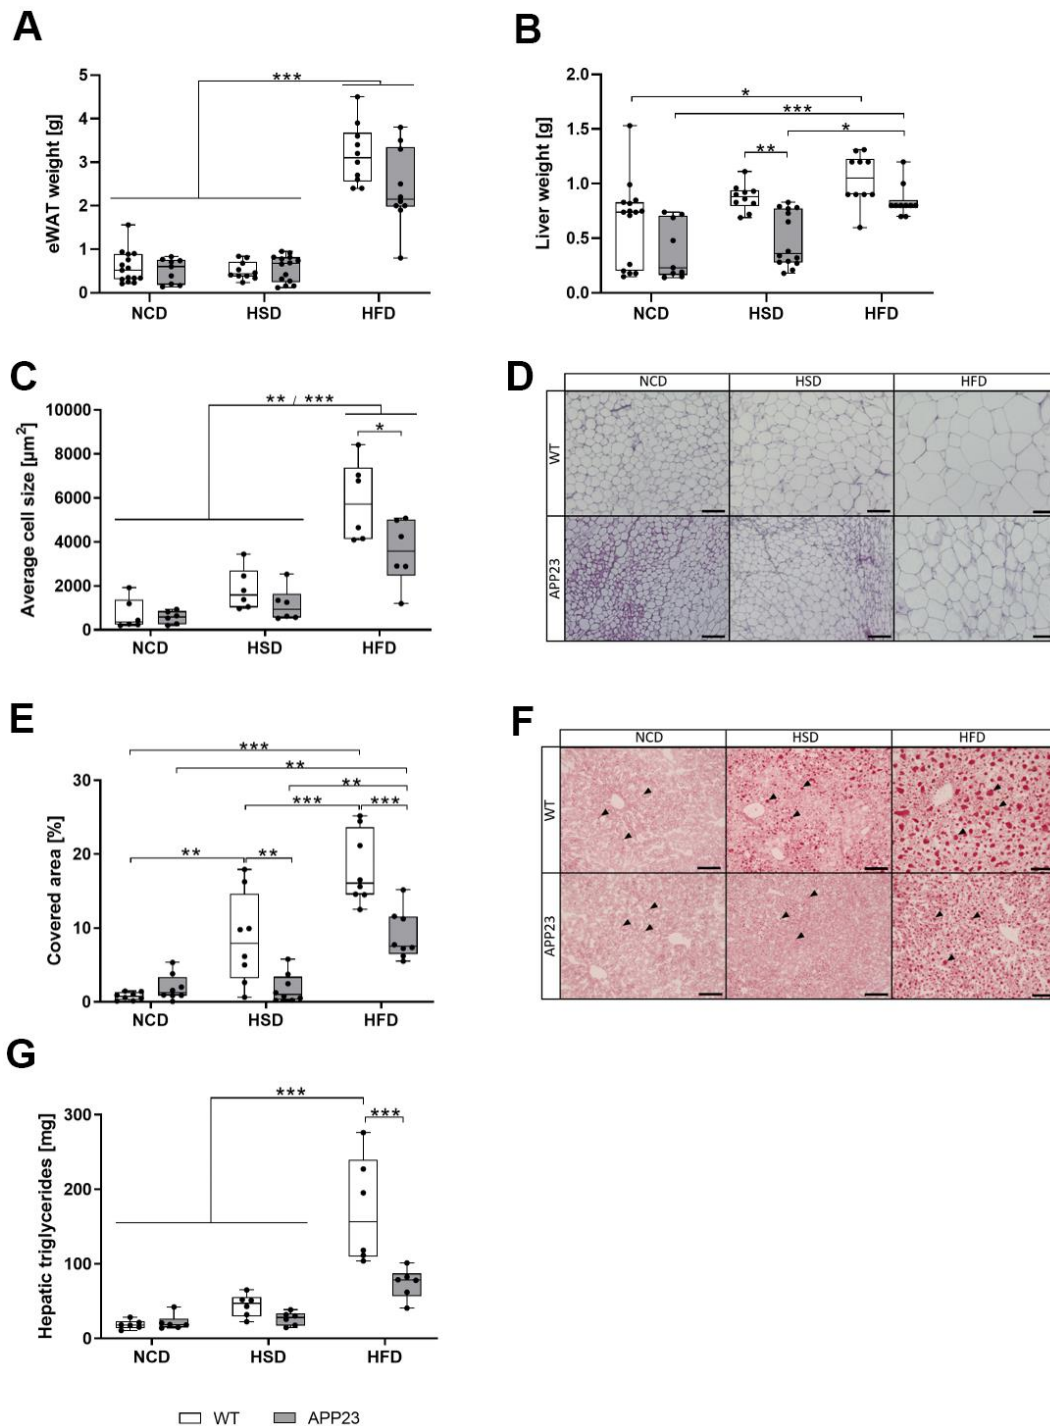 A
eWAT weight [g]
5
4
3
2
1
0
***
NCD
HSD
HFD
B
Liver weight [g]
2.0
1.5
1.0
0.5
0.0
*
***
*
**
NCD
HSD
HFD
C
Average cell size [µm²]
10000
8000
6000
4000
2000
0
** / ***
*
NCD
HSD
HFD
D
NCD
HSD
HFD
WT
APP23
E
Covered area [%]
30
20
10
0
***
**
**
***
***
**
**
NCD
HSD
HFD
F
NCD
HSD
HFD
WT
APP23
G
Hepatic triglycerides [mg]
300
200
100
0
***
***
NCD
HSD
HFD
WT
APP23